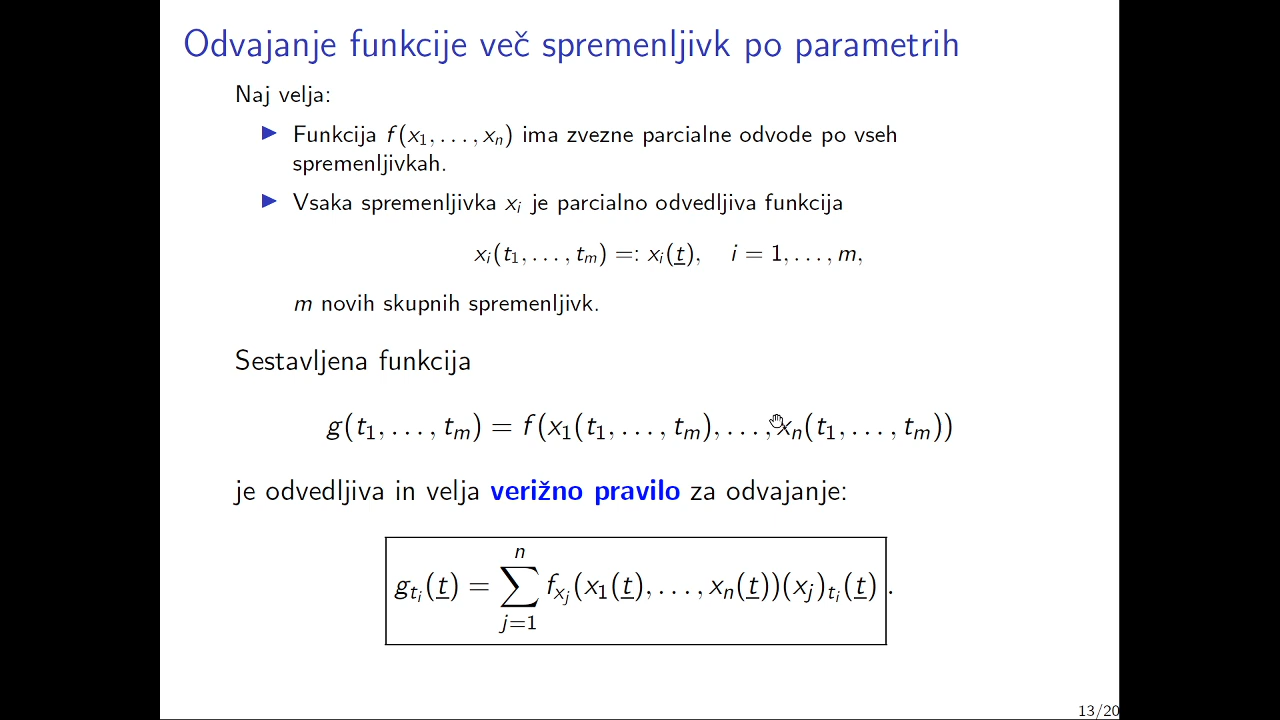 Odvajanje funkcije več spremenljivk po parametrih
Naj velja:
▶ Funkcija f(x₁, . . . , xₙ) ima zvezne parcialne odvode po vseh
spremenljivkah.
▶ Vsaka spremenljivka xᵢ je parcialno odvedljiva funkcija
xᵢ(t₁, . . . , tₘ) =: xᵢ(t̲), i = 1, . . . , m,
m novih skupnih spremenljivk.
Sestavljena funkcija
g(t₁, . . . , tₘ) = f(x₁(t₁, . . . , tₘ), . . . , xₙ(t₁, . . . , tₘ))
je odvedljiva in velja verižno pravilo za odvajanje:
g_{tᵢ}(t̲) = ∑_{j=1}^{n} f_{xⱼ}(x₁(t̲), . . . , xₙ(t̲))(xⱼ)_{tᵢ}(t̲) .
13/20